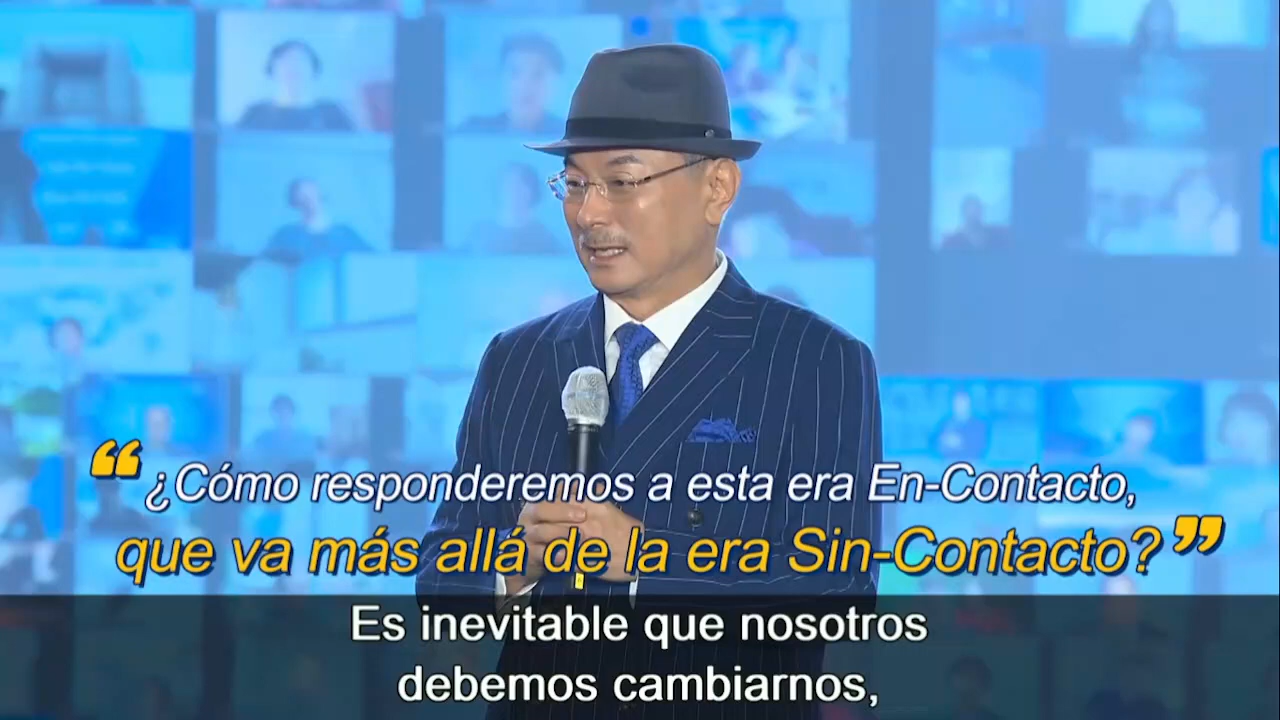 “¿Cómo responderemos a esta era En-Contacto,
que va más allá de la era Sin-Contacto?”
Es inevitable que nosotros
debemos cambiarnos,